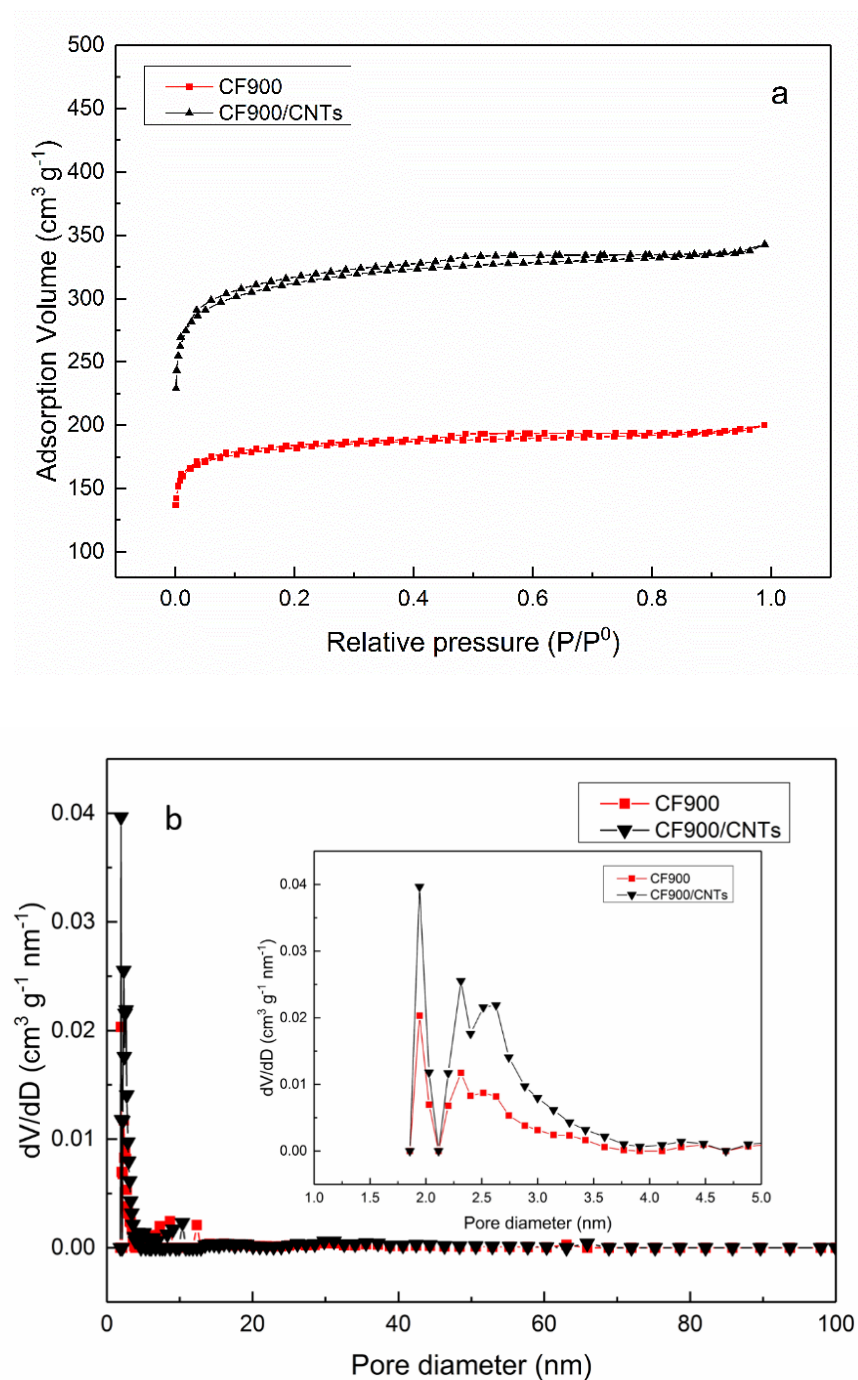 a
CF900
CF900/CNTs
500
450
400
350
300
250
200
150
100
Adsorption Volume (cm³ g⁻¹)
0.0 0.2 0.4 0.6 0.8 1.0
Relative pressure (P/P⁰)
b
CF900
CF900/CNTs
0.04
0.03
0.02
0.01
0.00
dV/dD (cm³ g⁻¹ nm⁻¹)
CF900
CF900/CNTs
0.04
0.03
0.02
0.01
0.00
dV/dD (cm³ g⁻¹ nm⁻¹)
1.0 1.5 2.0 2.5 3.0 3.5 4.0 4.5 5.0
Pore diameter (nm)
0 20 40 60 80 100
Pore diameter (nm)